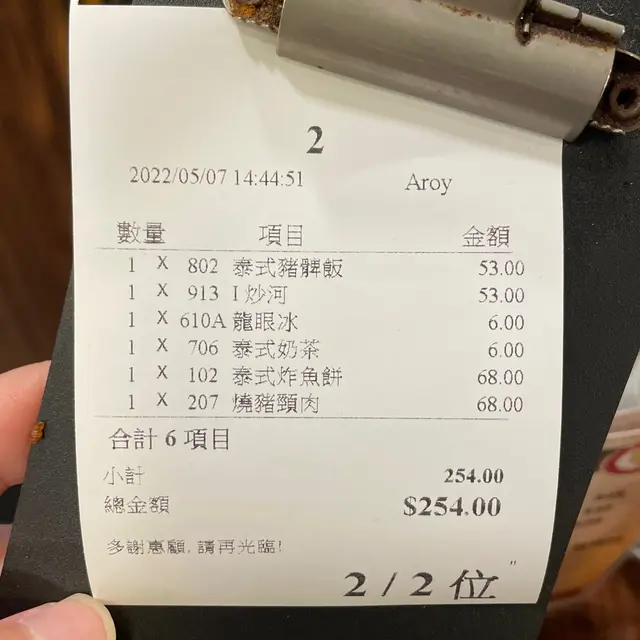 2
2022/05/07 14:44:51 Aroy
數量 項目 金額
1 X 802 泰式豬髀飯 53.00
1 X 913 I 炒河 53.00
1 X 610A 龍眼冰 6.00
1 X 706 泰式奶茶 6.00
1 X 102 泰式炸魚餅 68.00
1 X 207 燒豬頸肉 68.00
合計 6 項目
小計 254.00
總金額 $254.00
多謝惠顧, 請再光臨!
2 / 2 位 "